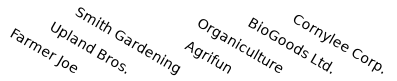 Farmer Joe
Upland Bros.
Smith Gardening
Agrifun
Organiculture
BioGoods Ltd.
Cornylee Corp.